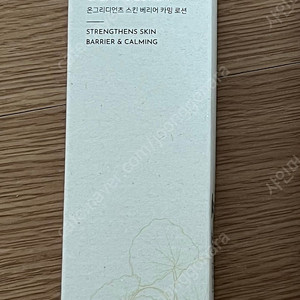 온그리디언츠 스킨 베리어 카밍 로션
STRENGTHENS SKIN
BARRIER & CALMING